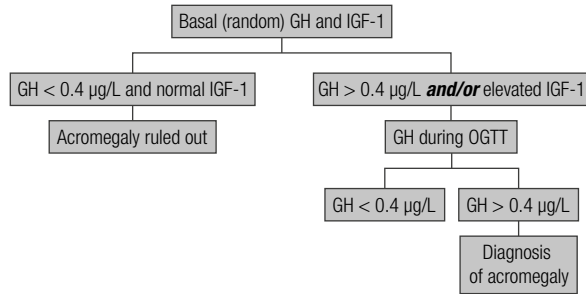 Basal (random) GH and IGF-1
GH < 0.4 µg/L and normal IGF-1
GH > 0.4 µg/L and/or elevated IGF-1
Acromegaly ruled out
GH during OGTT
GH < 0.4 µg/L
GH > 0.4 µg/L
Diagnosis
of acromegaly